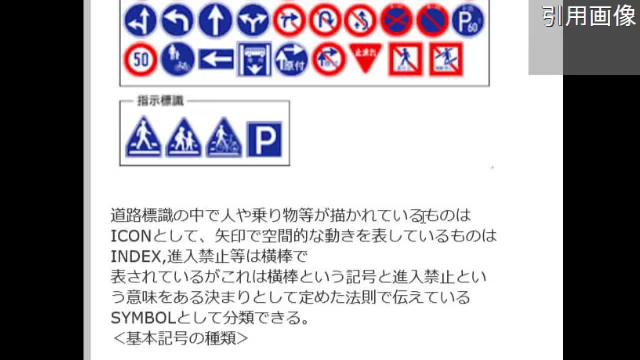 引用画像
P
60
50
原付
止まれ
指示標識
P
道路標識の中で人や乗り物等が描かれているものは
ICONとして、矢印で空間的な動きを表しているものは
INDEX,進入禁止等は横棒で
表されているがこれは横棒という記号と進入禁止とい
う意味をある決まりとして定めた法則で伝えている
SYMBOLとして分類できる。
＜基本記号の種類＞